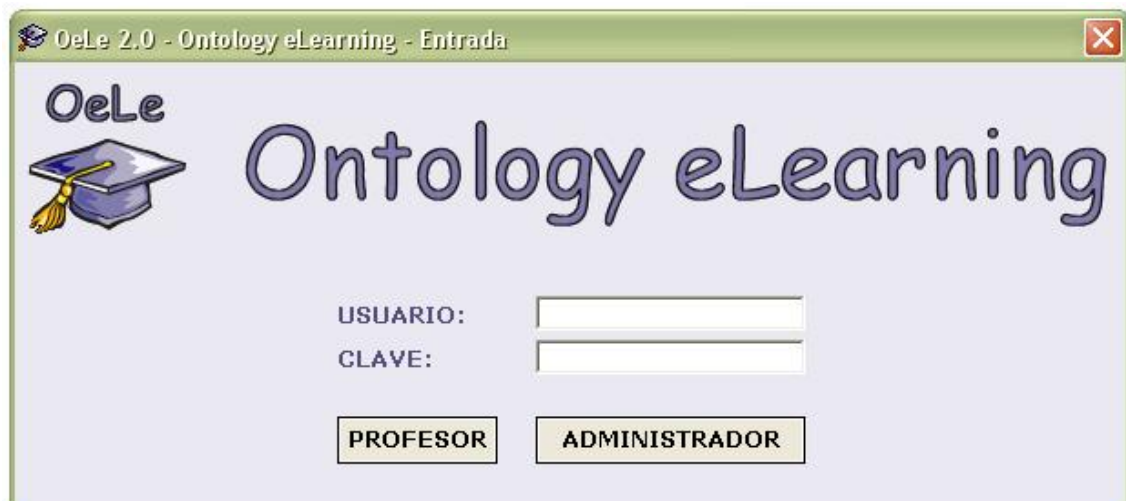 OeLe 2.0 - Ontology eLearning - Entrada
OeLe
Ontology eLearning
USUARIO:
CLAVE:
PROFESOR
ADMINISTRADOR